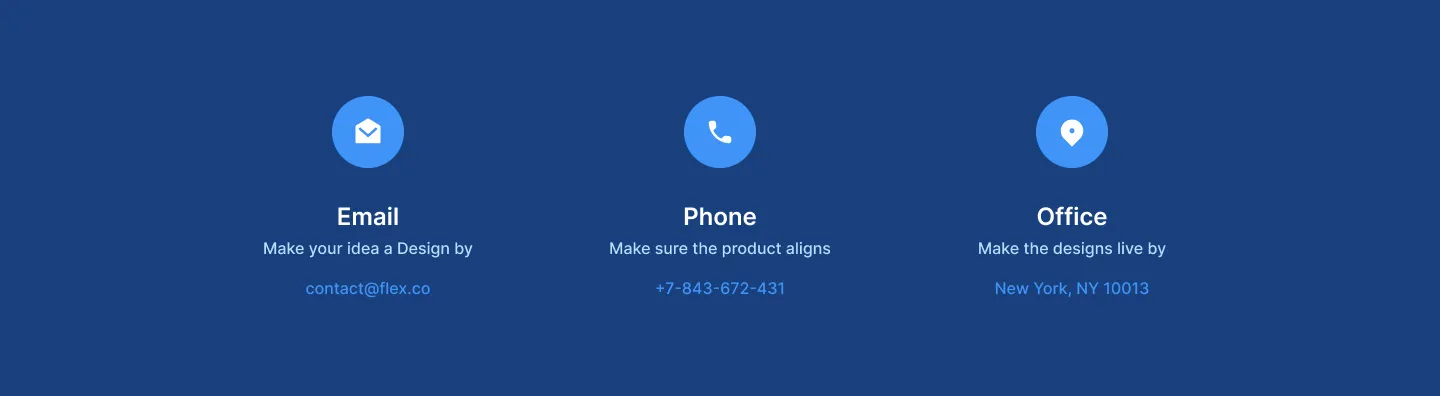 Email
Make your idea a Design by
contact@flex.co
Phone
Make sure the product aligns
+7-843-672-431
Office
Make the designs live by
New York, NY 10013